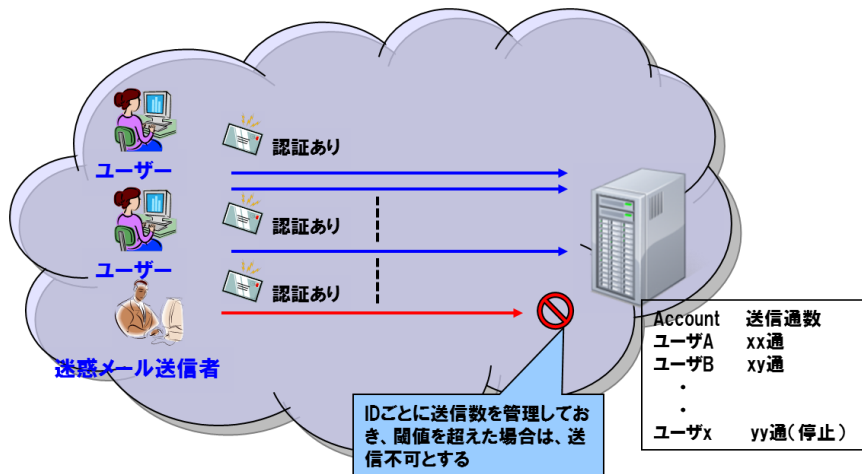 認証あり
ユーザー
認証あり
ユーザー
認証あり
迷惑メール送信者
Account 送信通数
ユーザA xx通
ユーザB xy通
・
・
ユーザx yy通(停止)
IDごとに送信数を管理してお
き、閾値を超えた場合は、送
信不可とする